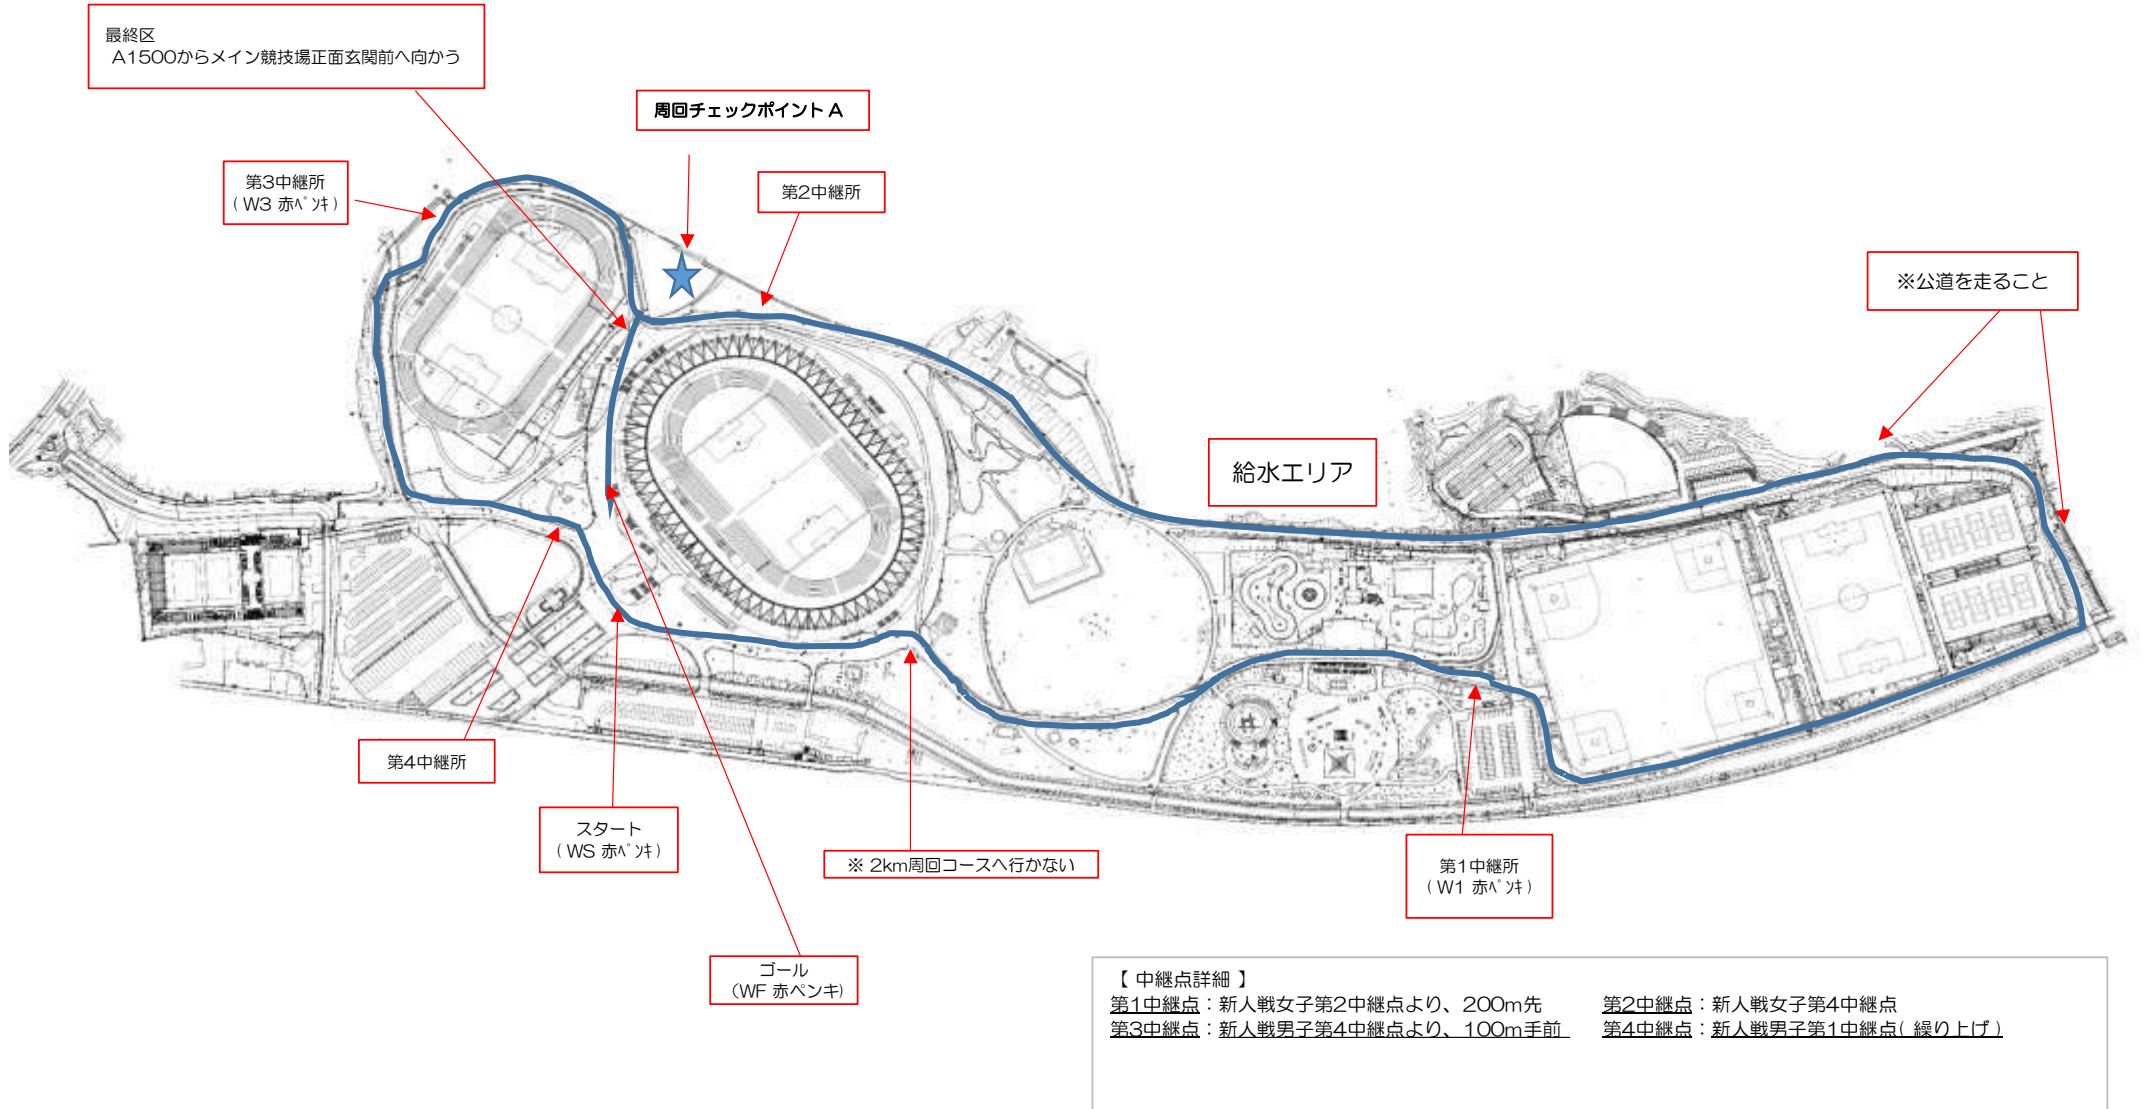 最終区
A1500からメイン競技場正面玄関前へ向かう
周回チェックポイント A
第3中継所
( W3 赤ﾍﾟﾝｷ )
第2中継所
※公道を走ること
給水エリア
第4中継所
スタート
( WS 赤ﾍﾟﾝｷ )
※ 2km周回コースへ行かない
第1中継所
( W1 赤ﾍﾟﾝｷ )
ゴール
(WF 赤ペンキ)
【 中継点詳細 】
第1中継点：新人戦女子第2中継点より、200m先　　第2中継点：新人戦女子第4中継点
第3中継点：新人戦男子第4中継点より、100m手前　　第4中継点：新人戦男子第1中継点( 繰り上げ )